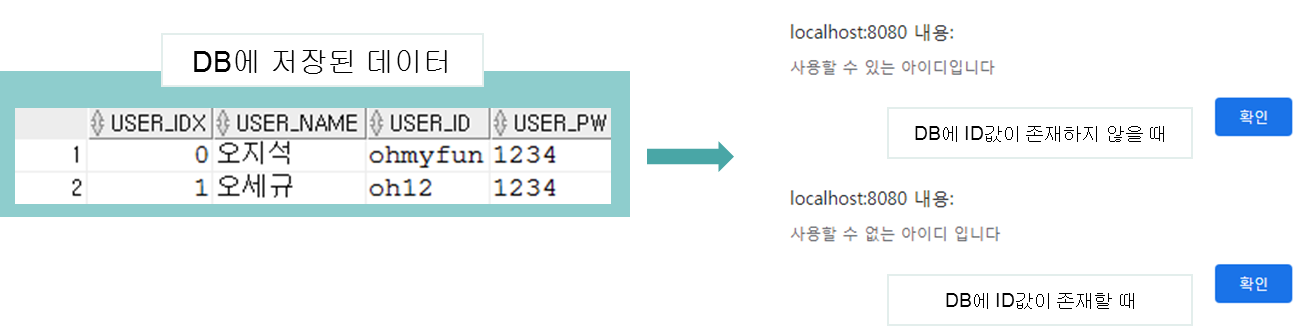 DB에 저장된 데이터
USER_IDX USER_NAME USER_ID USER_PW
1 0 오지석 ohmyfun 1234
2 1 오세규 oh12 1234
localhost:8080 내용:
사용할 수 있는 아이디입니다
확인
DB에 ID값이 존재하지 않을 때
localhost:8080 내용:
사용할 수 없는 아이디 입니다
확인
DB에 ID값이 존재할 때